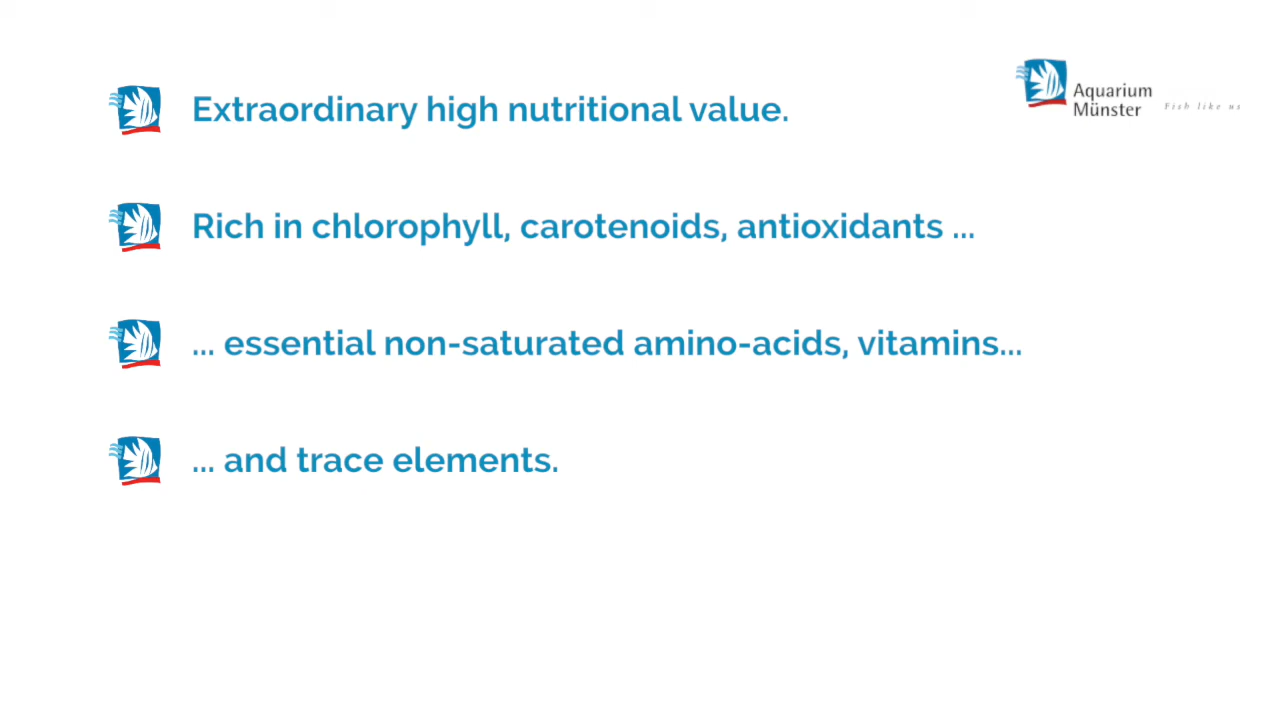 Extraordinary high nutritional value.
Aquarium
Münster
Fish like us
Rich in chlorophyll, carotenoids, antioxidants ...
... essential non-saturated amino-acids, vitamins...
... and trace elements.